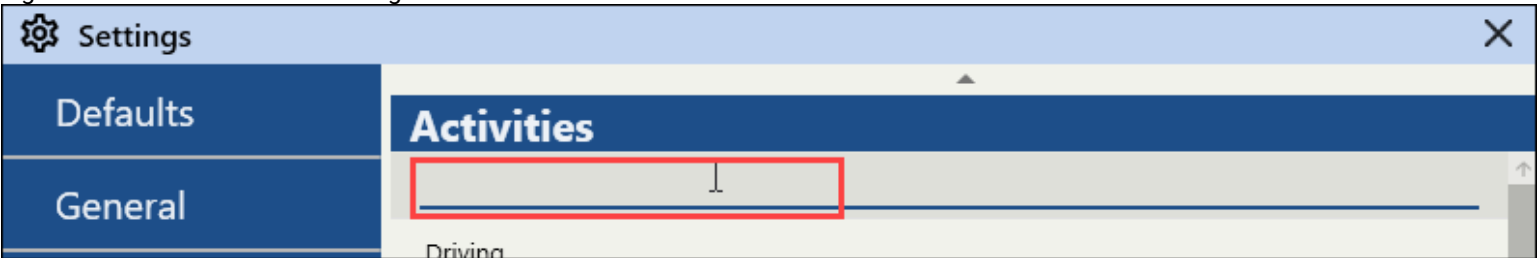 Settings
Defaults
Activities
General
Driving